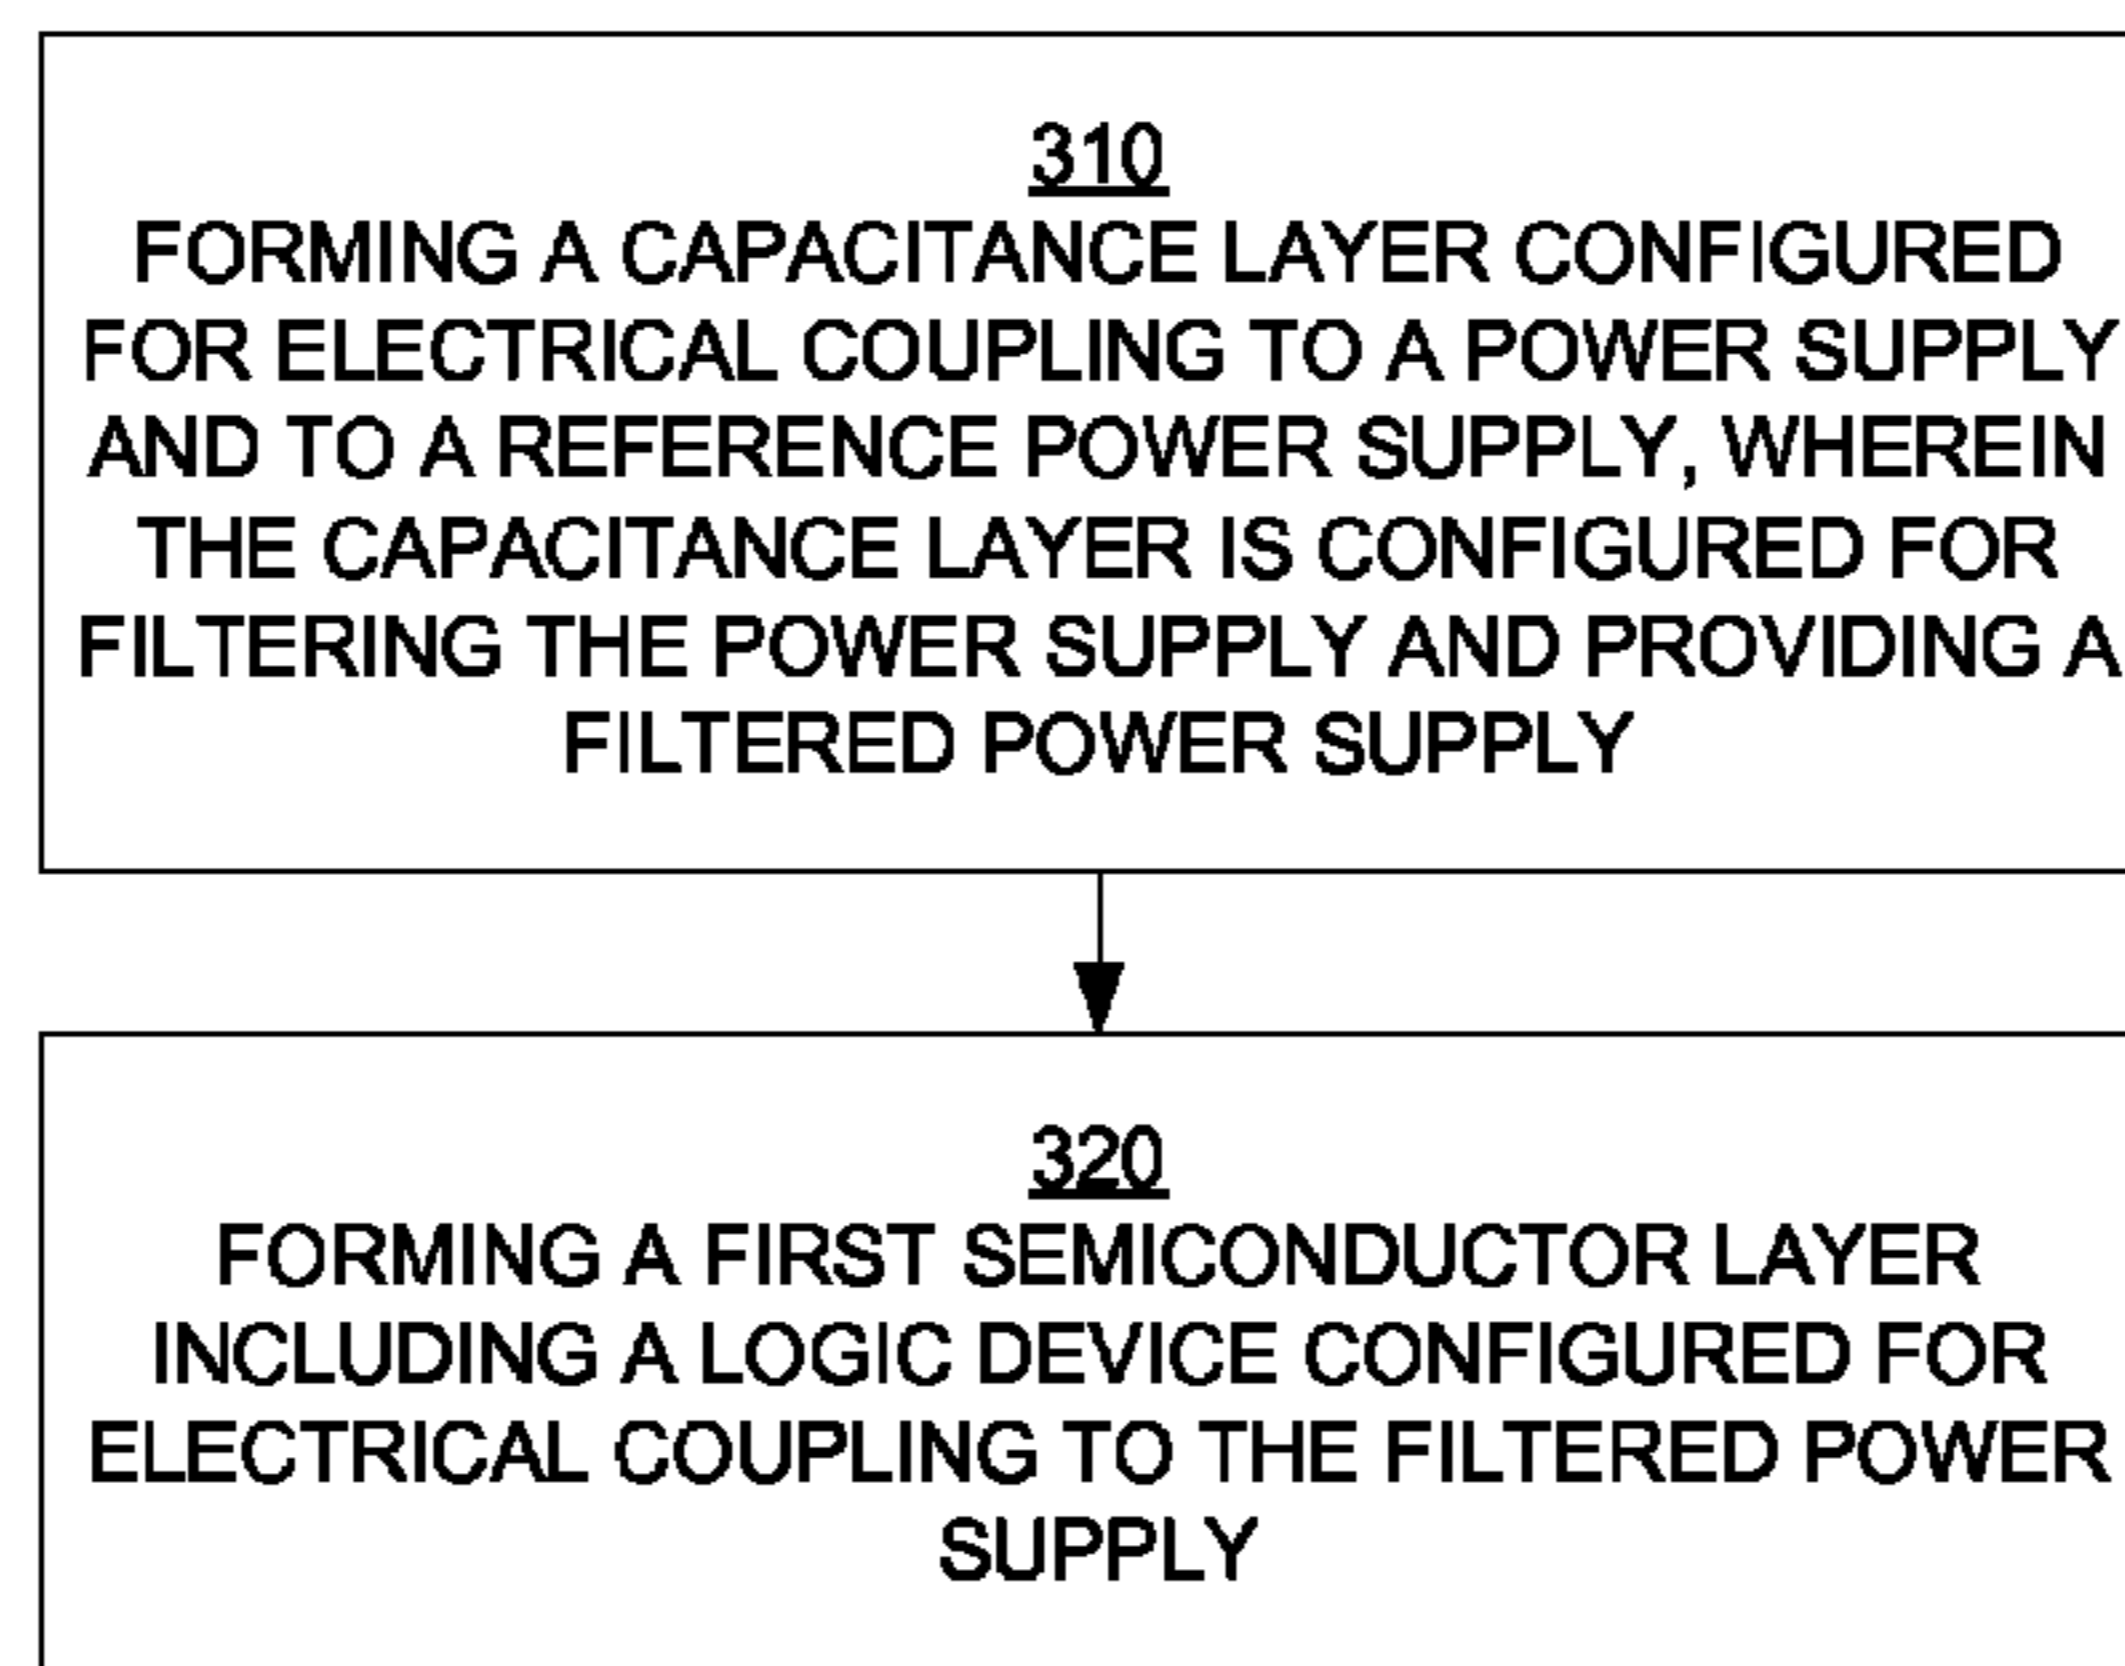 310
FORMING A CAPACITANCE LAYER CONFIGURED
FOR ELECTRICAL COUPLING TO A POWER SUPPLY
AND TO A REFERENCE POWER SUPPLY, WHEREIN
THE CAPACITANCE LAYER IS CONFIGURED FOR
FILTERING THE POWER SUPPLY AND PROVIDING A
FILTERED POWER SUPPLY
320
FORMING A FIRST SEMICONDUCTOR LAYER
INCLUDING A LOGIC DEVICE CONFIGURED FOR
ELECTRICAL COUPLING TO THE FILTERED POWER
SUPPLY